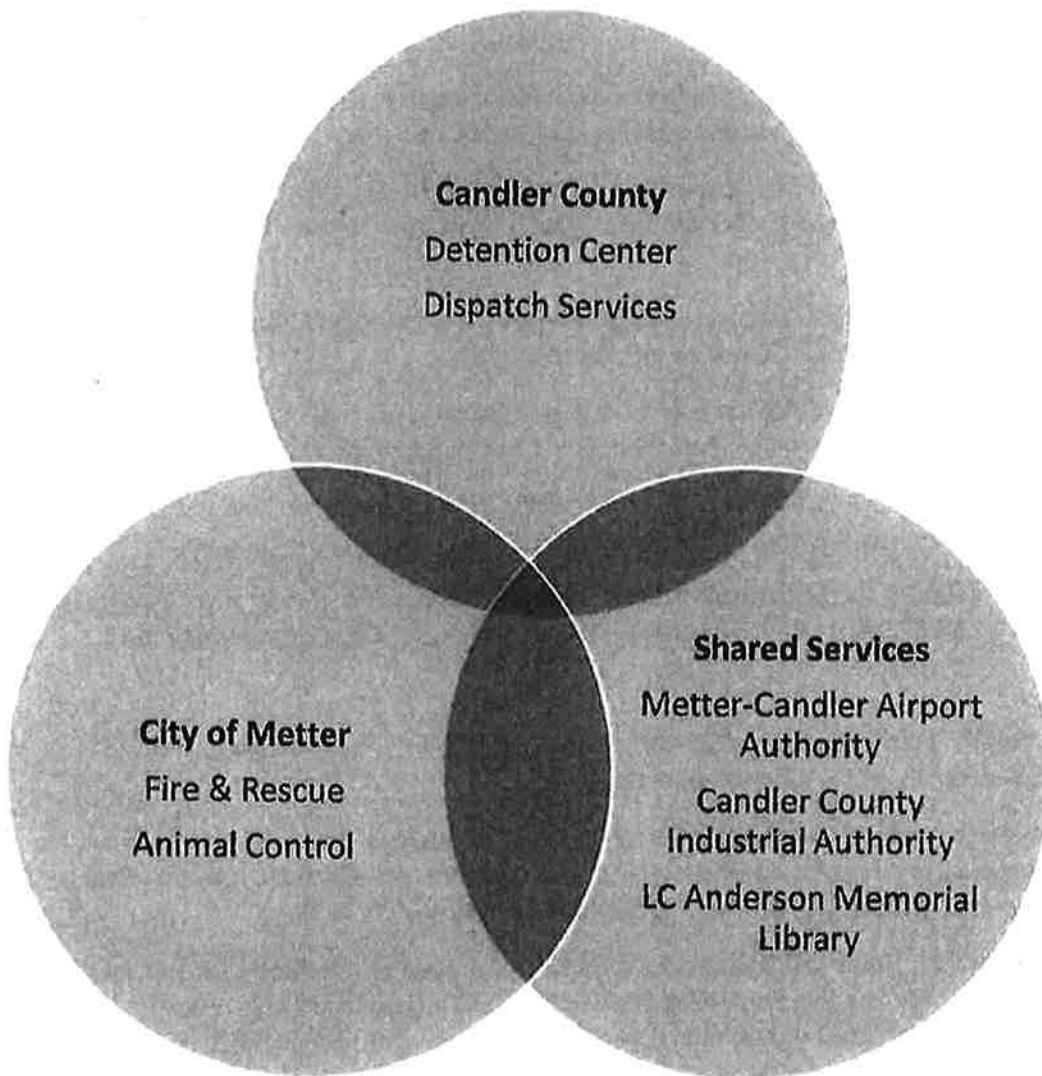 Candler County
Detention Center
Dispatch Services
City of Metter
Fire & Rescue
Animal Control
Shared Services
Metter-Candler Airport
Authority
Candler County
Industrial Authority
LC Anderson Memorial
Library